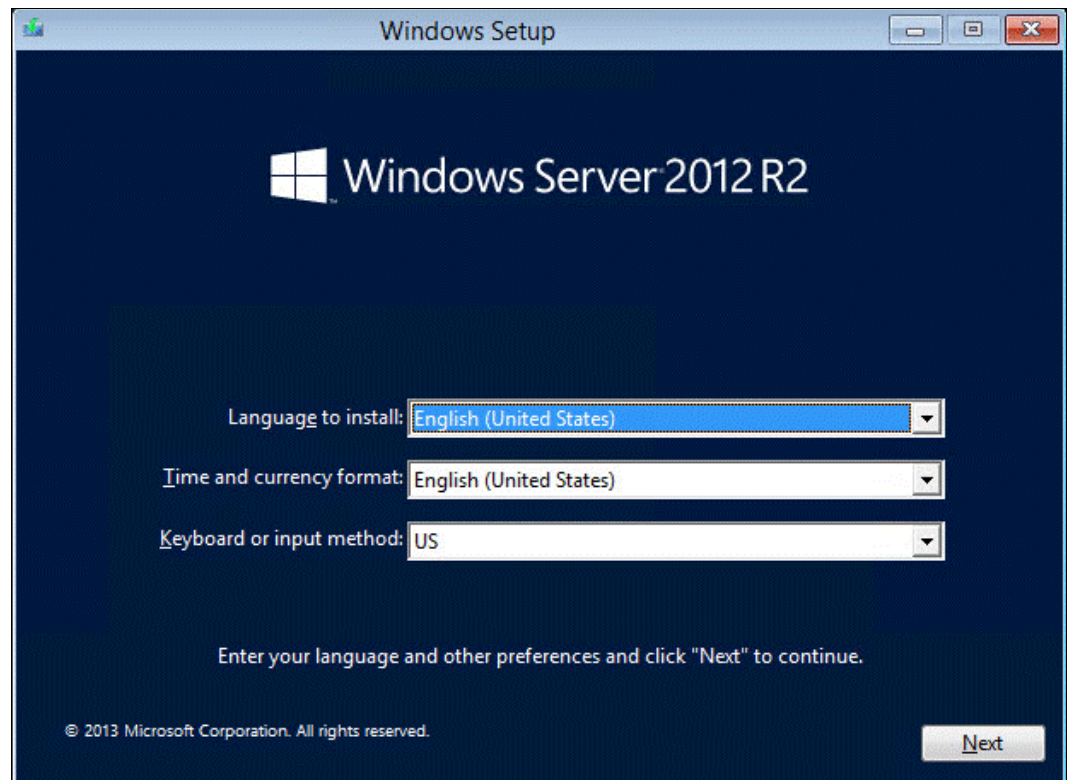 Windows Setup
Windows Server 2012 R2
Language to install: English (United States)
Time and currency format: English (United States)
Keyboard or input method: US
Enter your language and other preferences and click "Next" to continue.
© 2013 Microsoft Corporation. All rights reserved.
Next